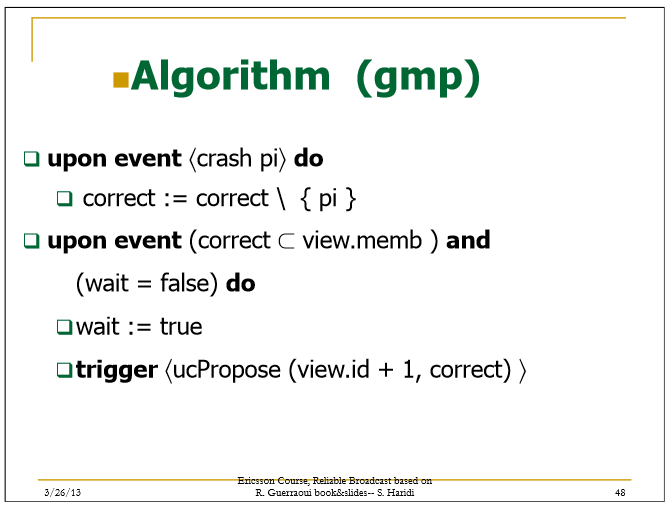 Algorithm (gmp)
upon event ⟨crash pi⟩ do
correct := correct \ { pi }
upon event (correct ⊂ view.memb ) and
(wait = false) do
wait := true
trigger ⟨ucPropose (view.id + 1, correct) ⟩
3/26/13
Ericsson Course, Reliable Broadcast based on
R. Guerraoui book&slides-- S. Haridi
48